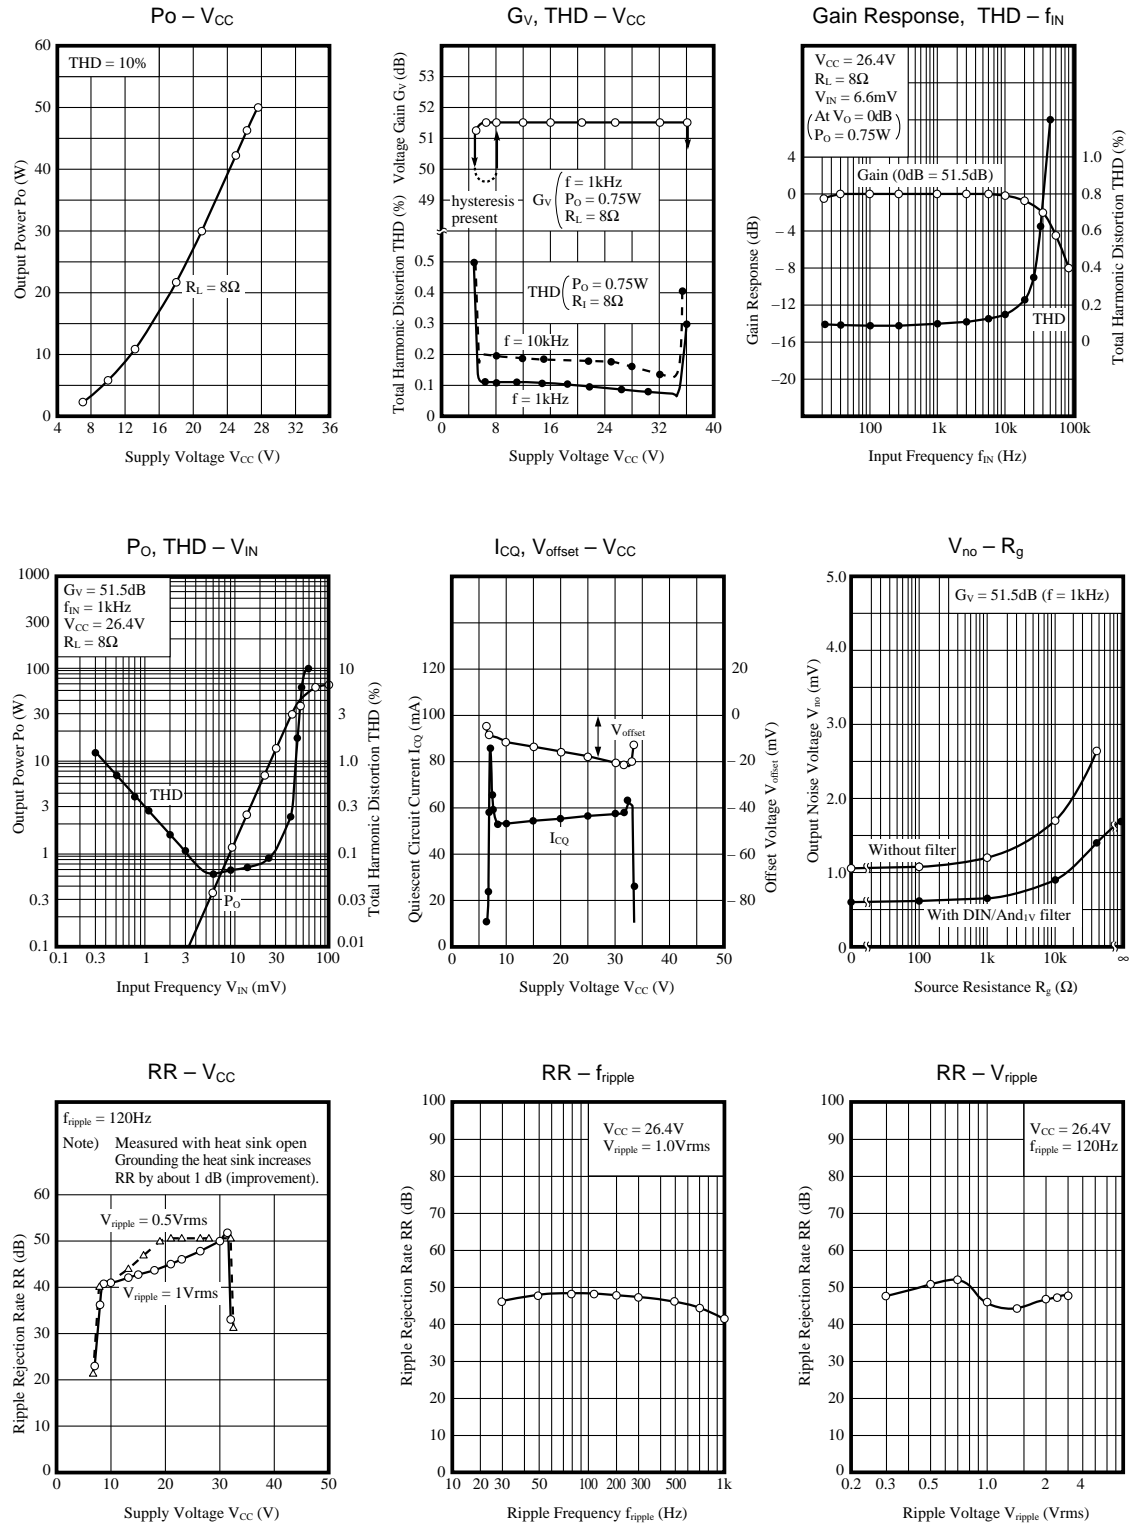 Po – VCC
THD = 10%
RL = 8Ω
60
50
40
30
20
10
0
Output Power Po (W)
4 8 12 16 20 24 28 32 36
Supply Voltage VCC (V)
GV, THD – VCC
53
52
51
50
49
0.5
0.4
0.3
0.2
0.1
0
Total Harmonic Distortion THD (%) Voltage Gain GV (dB)
hysteresis
present
GV
f = 1kHz
PO = 0.75W
RL = 8Ω
THD
PO = 0.75W
RI = 8Ω
f = 10kHz
f = 1kHz
0 8 16 24 32 40
Supply Voltage VCC (V)
Gain Response, THD – fIN
VCC = 26.4V
RL = 8Ω
VIN = 6.6mV
(At VO = 0dB
PO = 0.75W)
Gain (0dB = 51.5dB)
THD
4
0
– 4
– 8
–12
–16
–20
Gain Response (dB)
1.0
0.8
0.6
0.4
0.2
0
Total Harmonic Distortion THD (%)
100 1k 10k 100k
Input Frequency fIN (Hz)
PO, THD – VIN
GV = 51.5dB
fIN = 1kHz
VCC = 26.4V
RL = 8Ω
THD
PO
1000
300
100
30
10
3
1
0.3
0.1
Output Power Po (W)
10
3
1.0
0.3
0.1
0.03
0.01
Total Harmonic Distortion THD (%)
0.1 0.3 1 3 10 30 100
Input Frequency VIN (mV)
ICQ, Voffset – VCC
Voffset
ICQ
120
100
80
60
40
20
0
Quiescent Circuit Current ICQ (mA)
20
0
– 20
– 40
– 60
– 80
Offset Voltage Voffset (mV)
0 10 20 30 40 50
Supply Voltage VCC (V)
Vno – Rg
GV = 51.5dB (f = 1kHz)
Without filter
With DIN/And1V filter
5.0
4.0
3.0
2.0
1.0
0
Output Noise Voltage Vno (mV)
0 100 1k 10k ∞
Source Resistance Rg (Ω)
RR – VCC
fripple = 120Hz
Note) Measured with heat sink open
Grounding the heat sink increases
RR by about 1 dB (improvement).
Vripple = 0.5Vrms
Vripple = 1Vrms
60
50
40
30
20
10
0
Ripple Rejection Rate RR (dB)
0 10 20 30 40 50
Supply Voltage VCC (V)
RR – fripple
VCC = 26.4V
Vripple = 1.0Vrms
100
90
80
70
60
50
40
30
20
10
0
Ripple Rejection Rate RR (dB)
10 20 30 50 100 200 300 500 1k
Ripple Frequency fripple (Hz)
RR – Vripple
VCC = 26.4V
fripple = 120Hz
100
90
80
70
60
50
40
30
20
10
0
Ripple Rejection Rate RR (dB)
0.2 0.3 0.5 1.0 2 4
Ripple Voltage Vripple (Vrms)